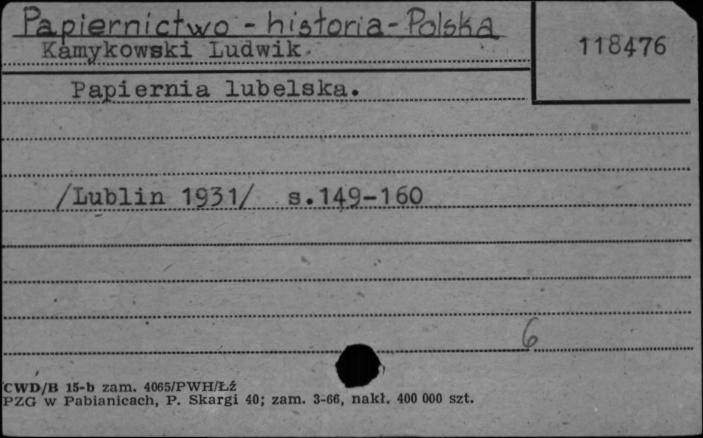 Papiernictwo - historia - Polska
Kamykowski Ludwik
118476
Papiernia lubelska.
/Lublin 1931/ s.149-160
6
CWD/B 15-b zam. 4065/PWH/Łź
PZG w Pabianicach, P. Skargi 40; zam. 3-66, nakł. 400 000 szt.